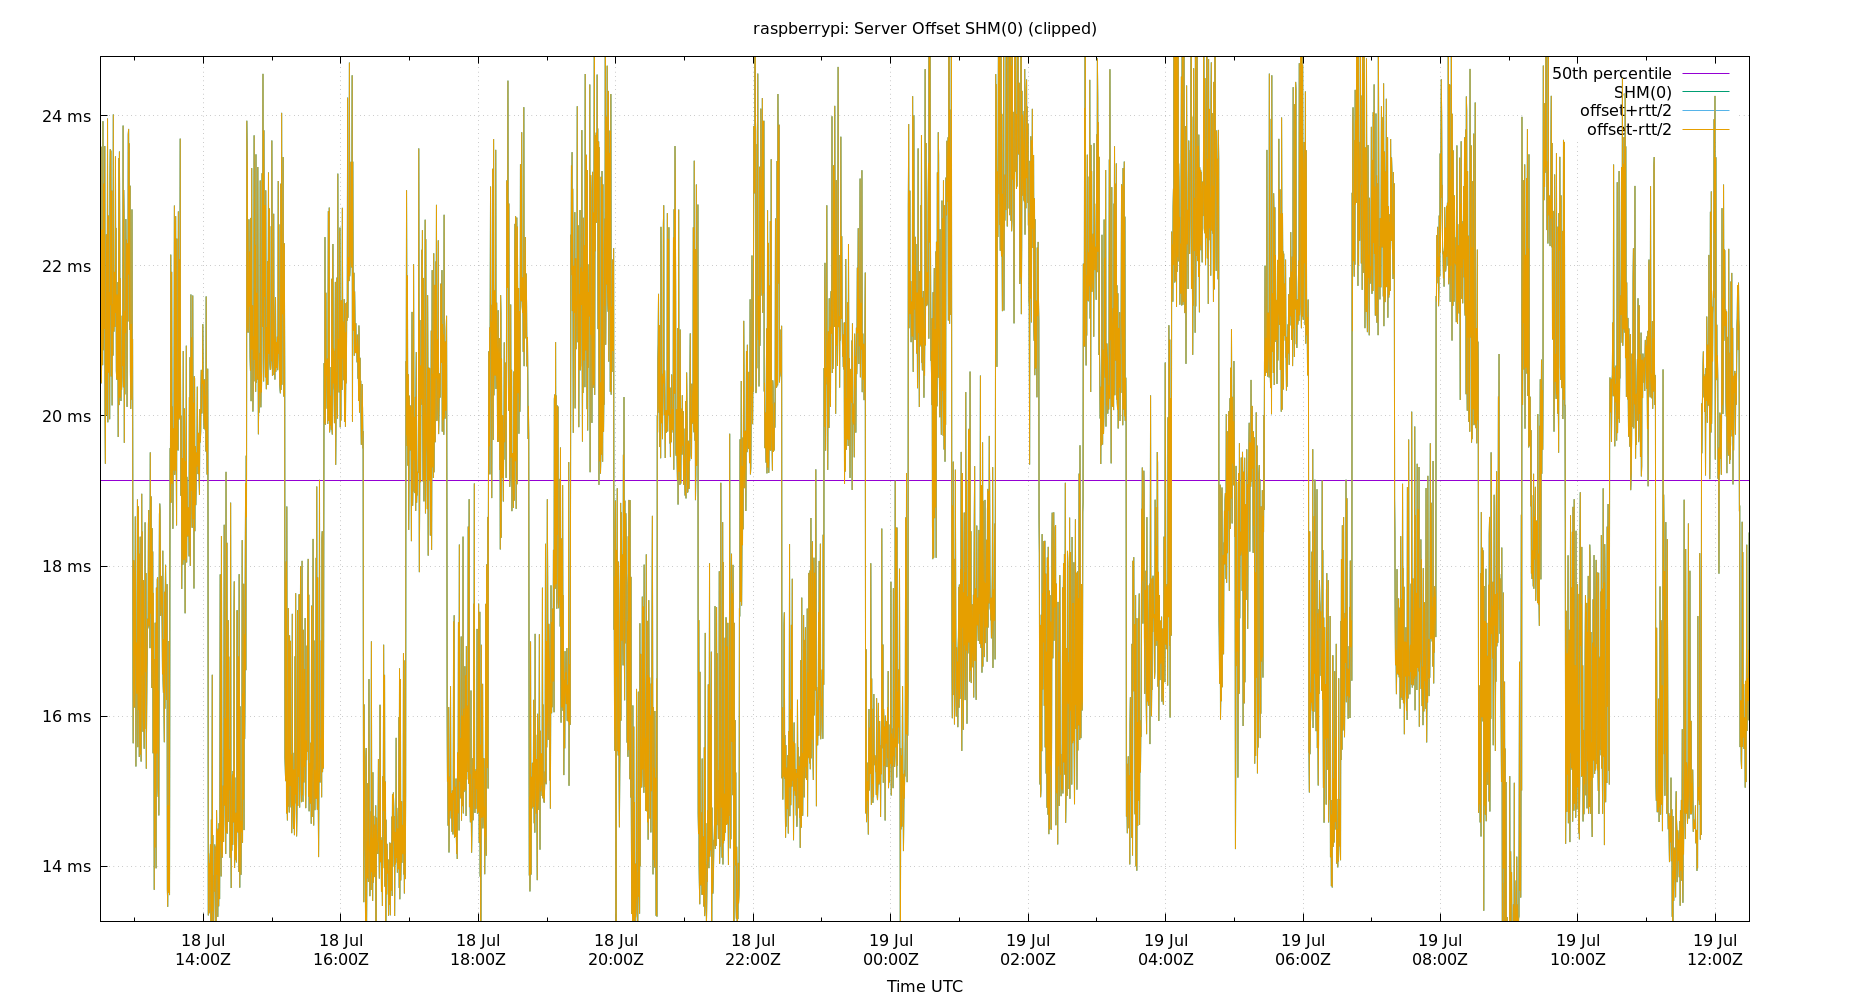 raspberrypi: Server Offset SHM(0) (clipped)
50th percentile
SHM(0)
offset+rtt/2
offset-rtt/2
24 ms
22 ms
20 ms
18 ms
16 ms
14 ms
18 Jul 18 Jul 18 Jul 18 Jul 18 Jul 19 Jul 19 Jul 19 Jul 19 Jul 19 Jul 19 Jul 19 Jul
14:00Z 16:00Z 18:00Z 20:00Z 22:00Z 00:00Z 02:00Z 04:00Z 06:00Z 08:00Z 10:00Z 12:00Z
Time UTC